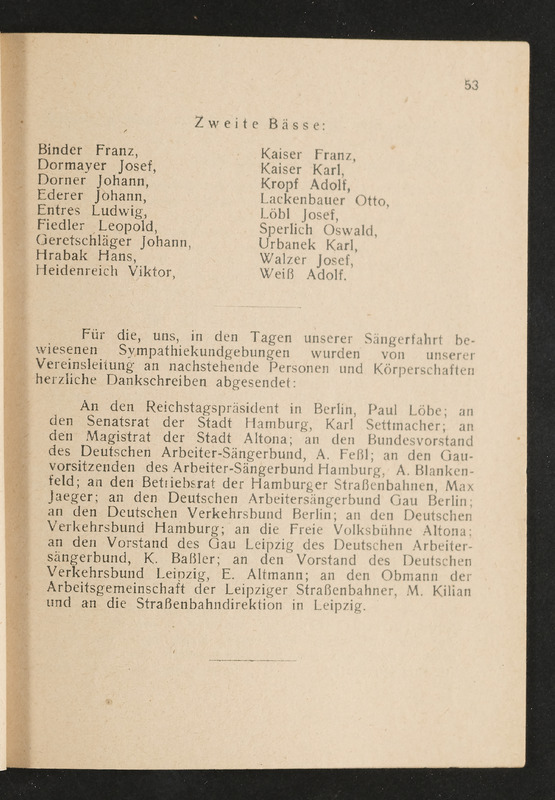 53
Zweite Bässe:
Binder Franz,
Dormayer Josef,
Dorner Johann,
Ederer Johann,
Entres Ludwig,
Fiedler Leopold,
Geretschläger Johann,
Hrabak Hans,
Heidenreich Viktor,
Kaiser Franz,
Kaiser Karl,
Kropf Adolf,
Lackenbauer Otto,
Löbl Josef,
Sperlich Oswald,
Urbanek Karl,
Walzer Josef,
Weiß Adolf.
Für die, uns, in den Tagen unserer Sängerfahrt be-
wiesenen Sympathiekundgebungen wurden von unserer
Vereinsleitung an nachstehende Personen und Körperschaften
herzliche Dankschreiben abgesendet:
An den Reichstagspräsident in Berlin, Paul Löbe; an
den Senatsrat der Stadt Hamburg, Karl Settmacher; an
den Magistrat der Stadt Altona; an den Bundesvorstand
des Deutschen Arbeiter-Sängerbund, A. Feßl; an den Gau-
vorsitzenden des Arbeiter-Sängerbund Hamburg, A. Blanken-
feld; an den Betriebsrat der Hamburger Straßenbahnen, Max
Jaeger; an den Deutschen Arbeitersängerbund Gau Berlin;
an den Deutschen Verkehrsbund Berlin; an den Deutschen
Verkehrsbund Hamburg; an die Freie Volksbühne Altona;
an den Vorstand des Gau Leipzig des Deutschen Arbeiter-
sängerbund, K. Baßler; an den Vorstand des Deutschen
Verkehrsbund Leipzig, E. Altmann; an den Obmann der
Arbeitsgemeinschaft der Leipziger Straßenbahner, M. Kilian
und an die Straßenbahndirektion in Leipzig.